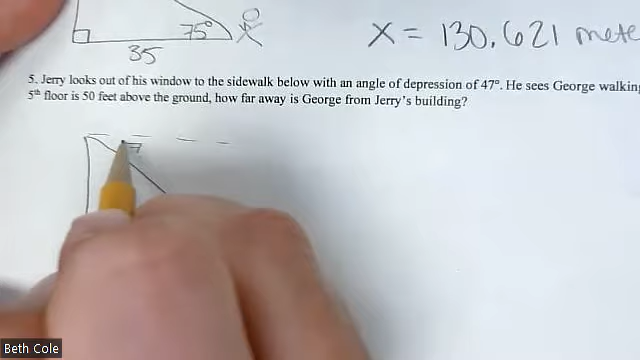 75°
35
X = 130.621 mete
5. Jerry looks out of his window to the sidewalk below with an angle of depression of 47°. He sees George walkin
5th floor is 50 feet above the ground, how far away is George from Jerry's building?
Beth Cole